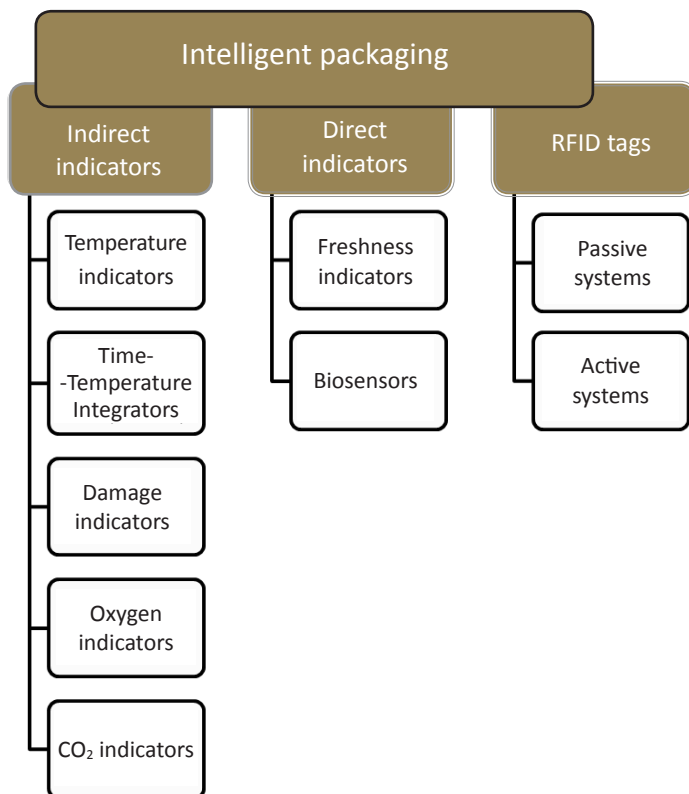 Intelligent packaging
Indirect
indicators
Temperature
indicators
Time-
-Temperature
Integrators
Damage
indicators
Oxygen
indicators
CO₂ indicators
Direct
indicators
Freshness
indicators
Biosensors
RFID tags
Passive
systems
Active
systems